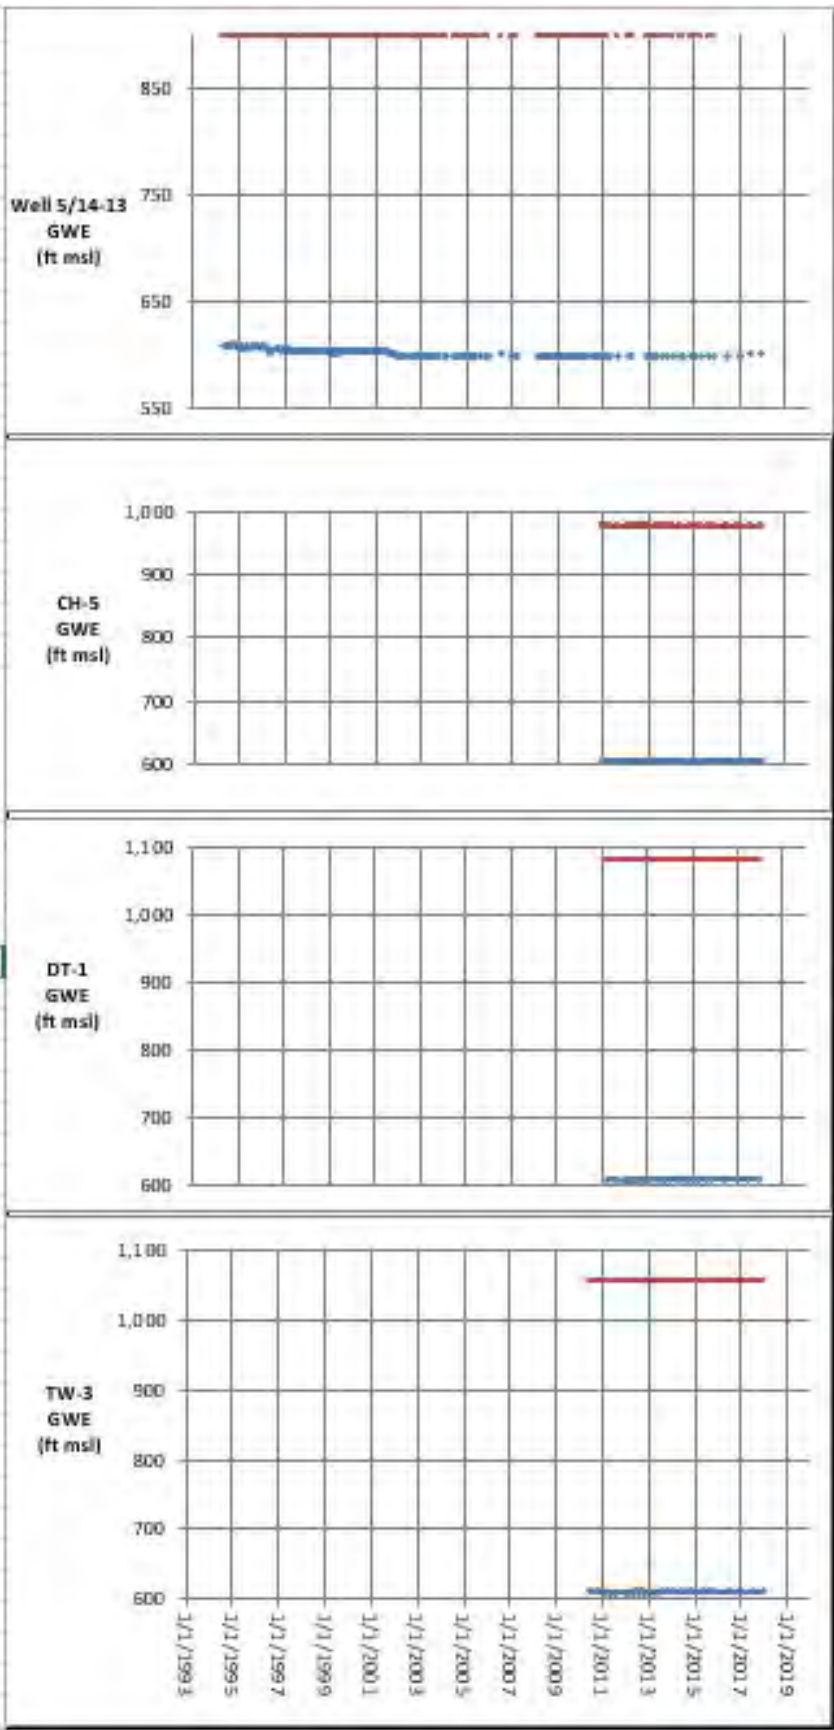 850
750
Well 5/14-13
GWE
(ft msl)
650
550
1,000
900
CH-5
GWE
(ft msl)
800
700
600
1,100
1,000
DT-1
GWE
(ft msl)
900
800
700
600
1,100
1,000
TW-3
GWE
(ft msl)
900
800
700
600
1/1/1993
1/1/1995
1/1/1997
1/1/1999
1/1/2001
1/1/2003
1/1/2005
1/1/2007
1/1/2009
1/1/2011
1/1/2013
1/1/2015
1/1/2017
1/1/2019